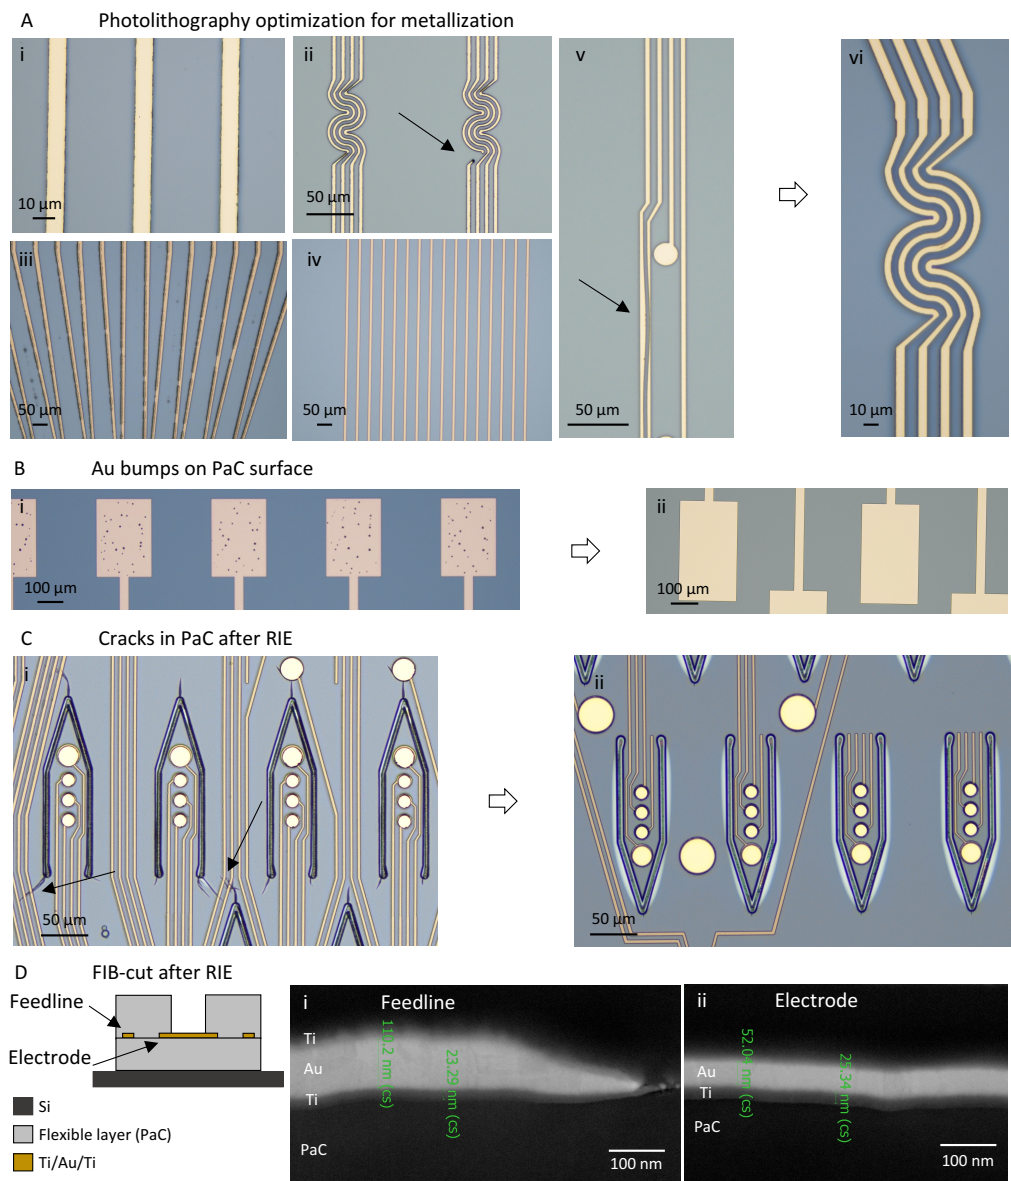 A Photolithography optimization for metallization
i
10 µm
ii
50 µm
iii
50 µm
iv
50 µm
v
50 µm
vi
10 µm
B Au bumps on PaC surface
i
100 µm
ii
100 µm
C Cracks in PaC after RIE
i
50 µm
8
ii
50 µm
D FIB-cut after RIE
Feedline
Electrode
Si
Flexible layer (PaC)
Ti/Au/Ti
i Feedline
Ti
Au
Ti
PaC
110.2 nm (cs)
23.29 nm (cs)
100 nm
ii Electrode
Au
Ti
PaC
52.04 nm (cs)
25.34 nm (cs)
100 nm